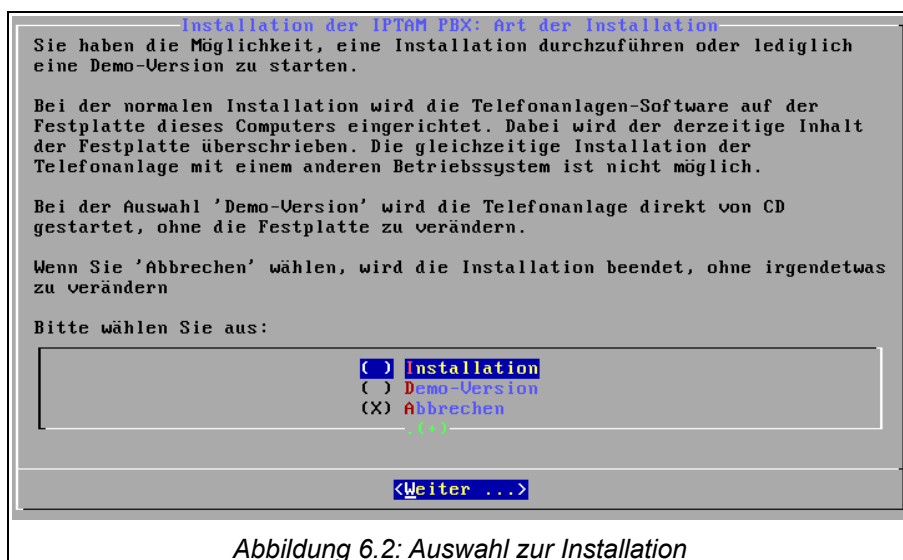 Installation der IPTAM PBX: Art der Installation
Sie haben die Möglichkeit, eine Installation durchzuführen oder lediglich
eine Demo-Version zu starten.
Bei der normalen Installation wird die Telefonanlagen-Software auf der
Festplatte dieses Computers eingerichtet. Dabei wird der derzeitige Inhalt
der Festplatte überschrieben. Die gleichzeitige Installation der
Telefonanlage mit einem anderen Betriebssystem ist nicht möglich.
Bei der Auswahl 'Demo-Version' wird die Telefonanlage direkt von CD
gestartet, ohne die Festplatte zu verändern.
Wenn Sie 'Abbrechen' wählen, wird die Installation beendet, ohne irgendetwas
zu verändern
Bitte wählen Sie aus:
( ) Installation
( ) Demo-Version
(X) Abbrechen
.(+)
<Weiter ...>
Abbildung 6.2: Auswahl zur Installation